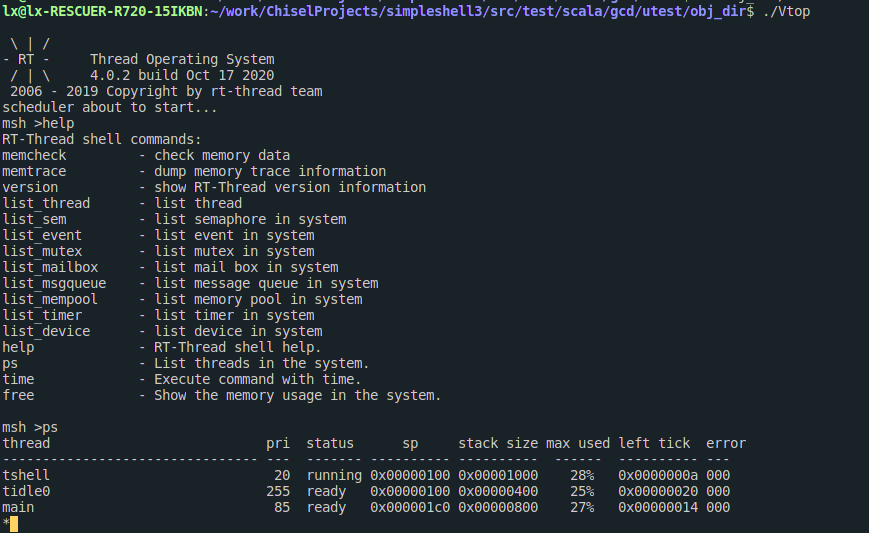 lx@lx-RESCUER-R720-15IKBN:~/work/ChiselProjects/simpleshell3/src/test/scala/gcd/utest/obj_dir$ ./Vtop
 \ | /
- RT -     Thread Operating System
 / | \     4.0.2 build Oct 17 2020
 2006 - 2019 Copyright by rt-thread team
scheduler about to start...
msh >help
RT-Thread shell commands:
memcheck         - check memory data
memtrace         - dump memory trace information
version          - show RT-Thread version information
list_thread      - list thread
list_sem         - list semaphore in system
list_event       - list event in system
list_mutex       - list mutex in system
list_mailbox     - list mail box in system
list_msgqueue    - list message queue in system
list_mempool     - list memory pool in system
list_timer       - list timer in system
list_device      - list device in system
help             - RT-Thread shell help.
ps               - List threads in the system.
time             - Execute command with time.
free             - Show the memory usage in the system.
msh >ps
thread                           pri  status      sp     stack size max used left tick  error
-------------------------------- ---  ------- ---------- ----------  ------  ---------- ---
tshell                            20  running 0x00000100 0x00001000    28%   0x0000000a 000
tidle0                           255  ready   0x00000100 0x00000400    25%   0x00000020 000
main                              85  ready   0x000001c0 0x00000800    27%   0x00000014 000
*